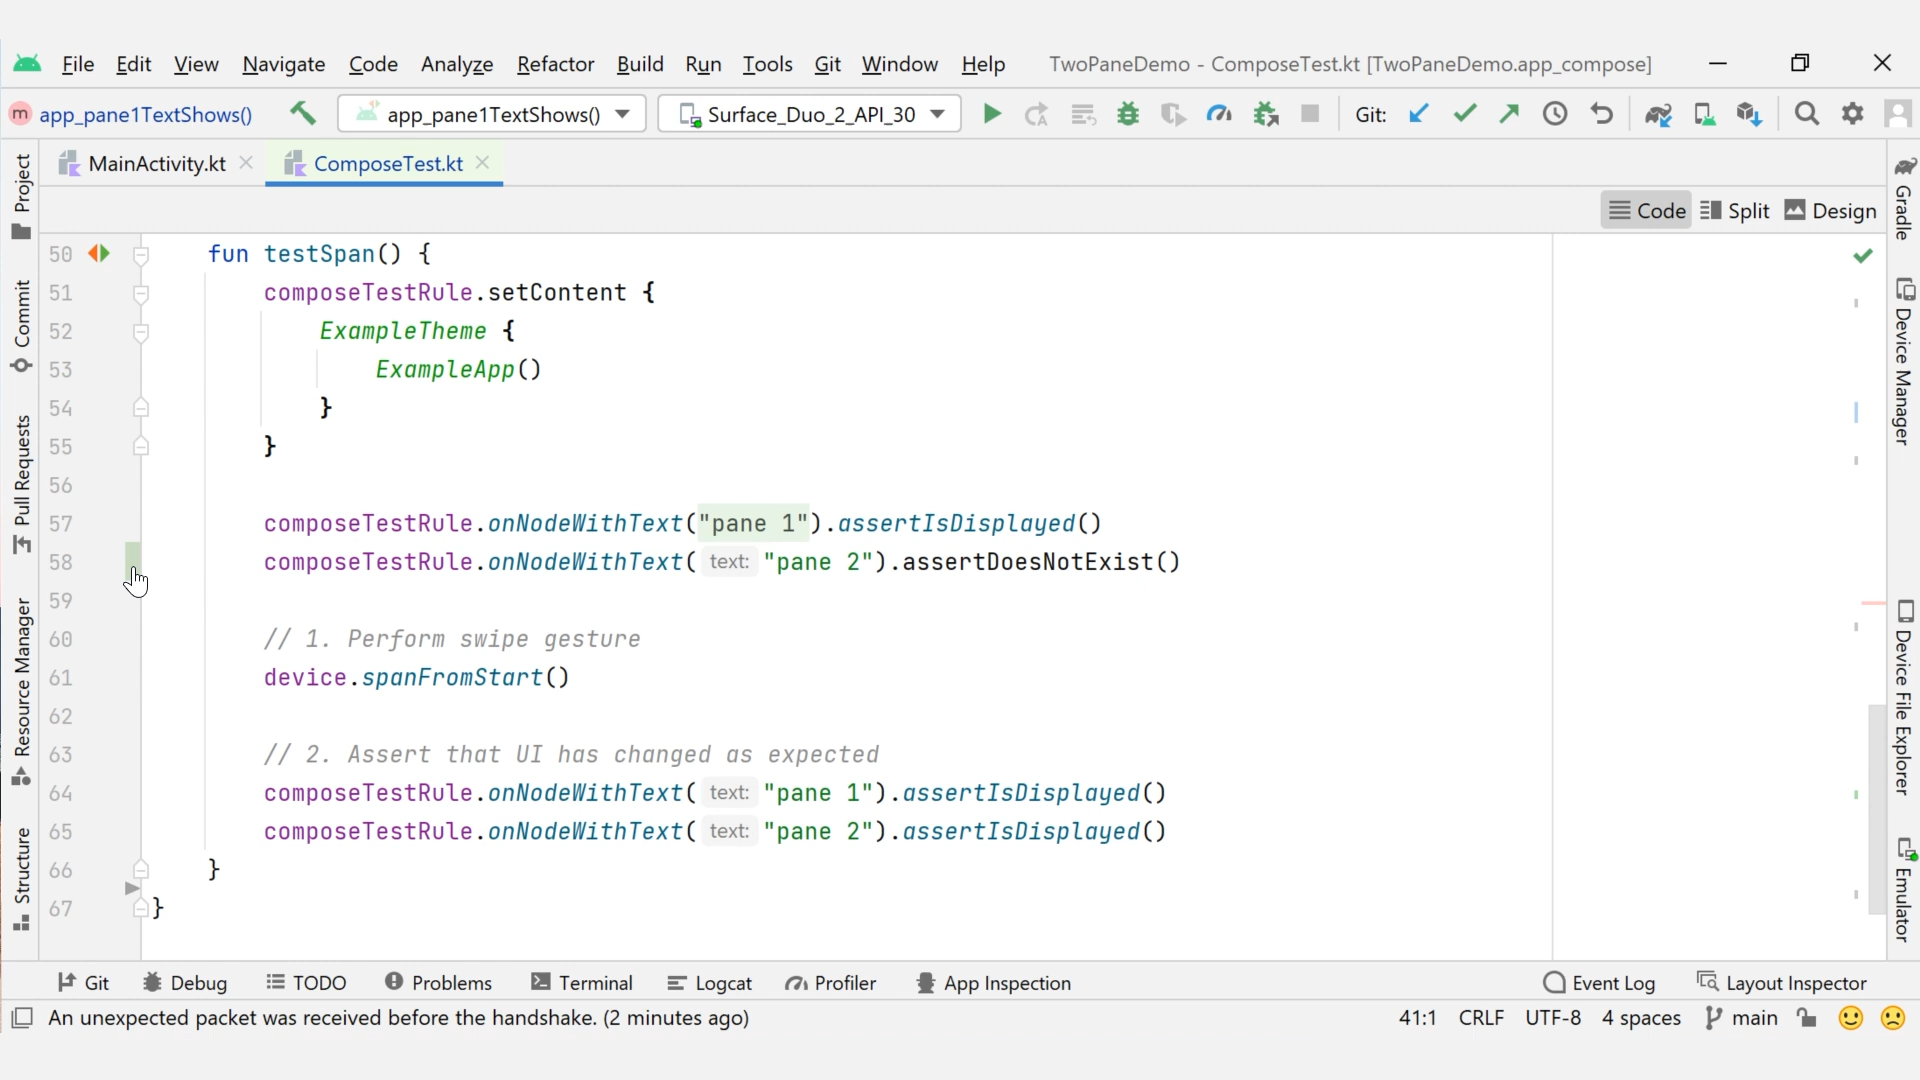 File Edit View Navigate Code Analyze Refactor Build Run Tools Git Window Help TwoPaneDemo - ComposeTest.kt [TwoPaneDemo.app_compose]
m app_pane1TextShows() app_pane1TextShows() Surface_Duo_2_API_30 Git:
MainActivity.kt ComposeTest.kt
Code Split Design
50 fun testSpan() {
51 composeTestRule.setContent {
52 ExampleTheme {
53 ExampleApp()
54 }
55 }
56
57 composeTestRule.onNodeWithText("pane 1").assertIsDisplayed()
58 composeTestRule.onNodeWithText( text: "pane 2").assertDoesNotExist()
59
60 // 1. Perform swipe gesture
61 device.spanFromStart()
62
63 // 2. Assert that UI has changed as expected
64 composeTestRule.onNodeWithText( text: "pane 1").assertIsDisplayed()
65 composeTestRule.onNodeWithText( text: "pane 2").assertIsDisplayed()
66 }
67 }
Project
Commit
Pull Requests
Resource Manager
Structure
Gradle
Device Manager
Device File Explorer
Emulator
Git Debug TODO Problems Terminal Logcat Profiler App Inspection Event Log Layout Inspector
An unexpected packet was received before the handshake. (2 minutes ago) 41:1 CRLF UTF-8 4 spaces main